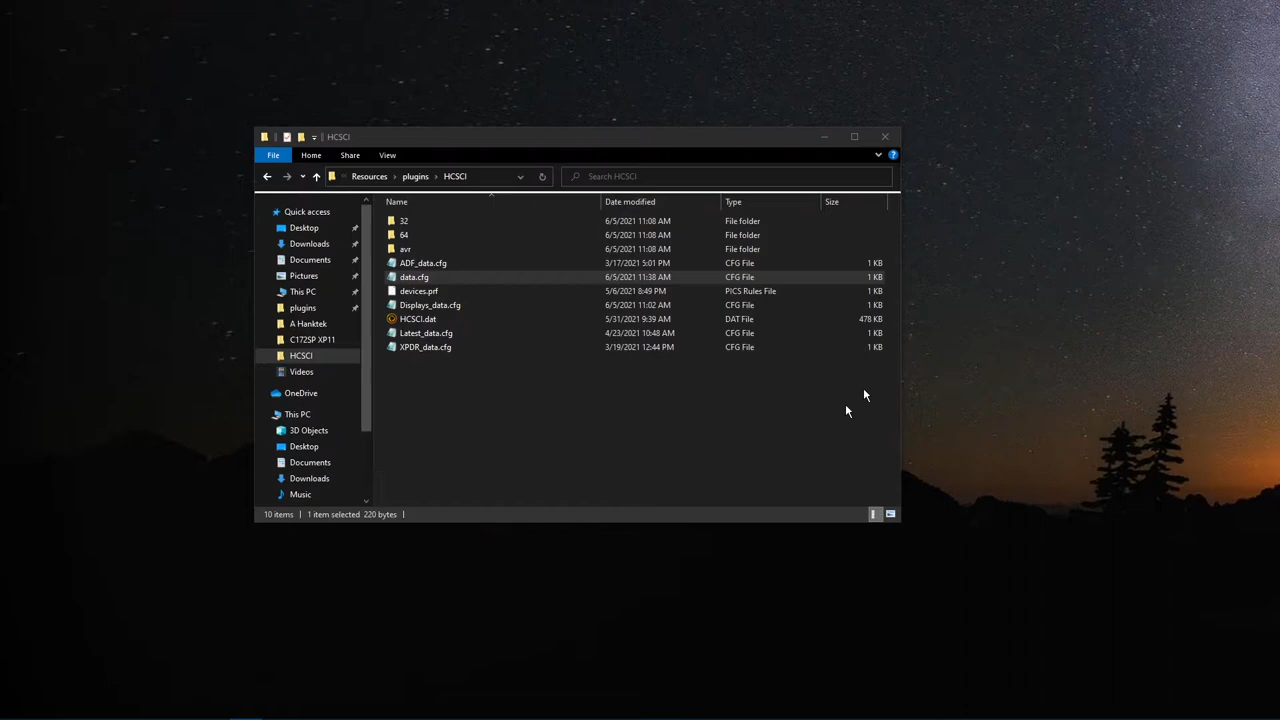 HCSCI
File Home Share View
Resources plugins HCSCI Search HCSCI
Name Date modified Type Size
Quick access
Desktop
Downloads
Documents
Pictures
This PC
plugins
A Hanktek
C172SP XP11
HCSCI
Videos
OneDrive
This PC
3D Objects
Desktop
Documents
Downloads
Music
32 6/5/2021 11:08 AM File folder
64 6/5/2021 11:08 AM File folder
avr 6/5/2021 11:08 AM File folder
ADF_data.cfg 3/17/2021 5:01 PM CFG File 1 KB
data.cfg 6/5/2021 11:38 AM CFG File 1 KB
devices.prf 5/6/2021 8:49 PM PICS Rules File 1 KB
Displays_data.cfg 6/5/2021 11:02 AM CFG File 1 KB
HCSCI.dat 5/31/2021 9:39 AM DAT File 478 KB
Latest_data.cfg 4/23/2021 10:48 AM CFG File 1 KB
XPDR_data.cfg 3/19/2021 12:44 PM CFG File 1 KB
10 items 1 item selected 220 bytes